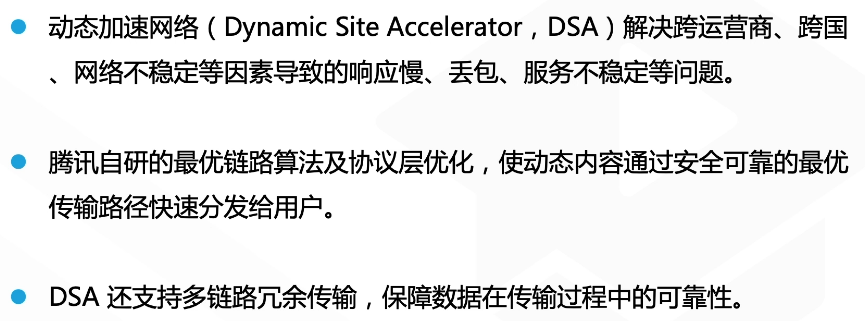 动态加速网络（Dynamic Site Accelerator，DSA）解决跨运营商、跨国
、网络不稳定等因素导致的响应慢、丢包、服务不稳定等问题。
腾讯自研的最优链路算法及协议层优化，使动态内容通过安全可靠的最优
传输路径快速分发给用户。
DSA 还支持多链路冗余传输，保障数据在传输过程中的可靠性。